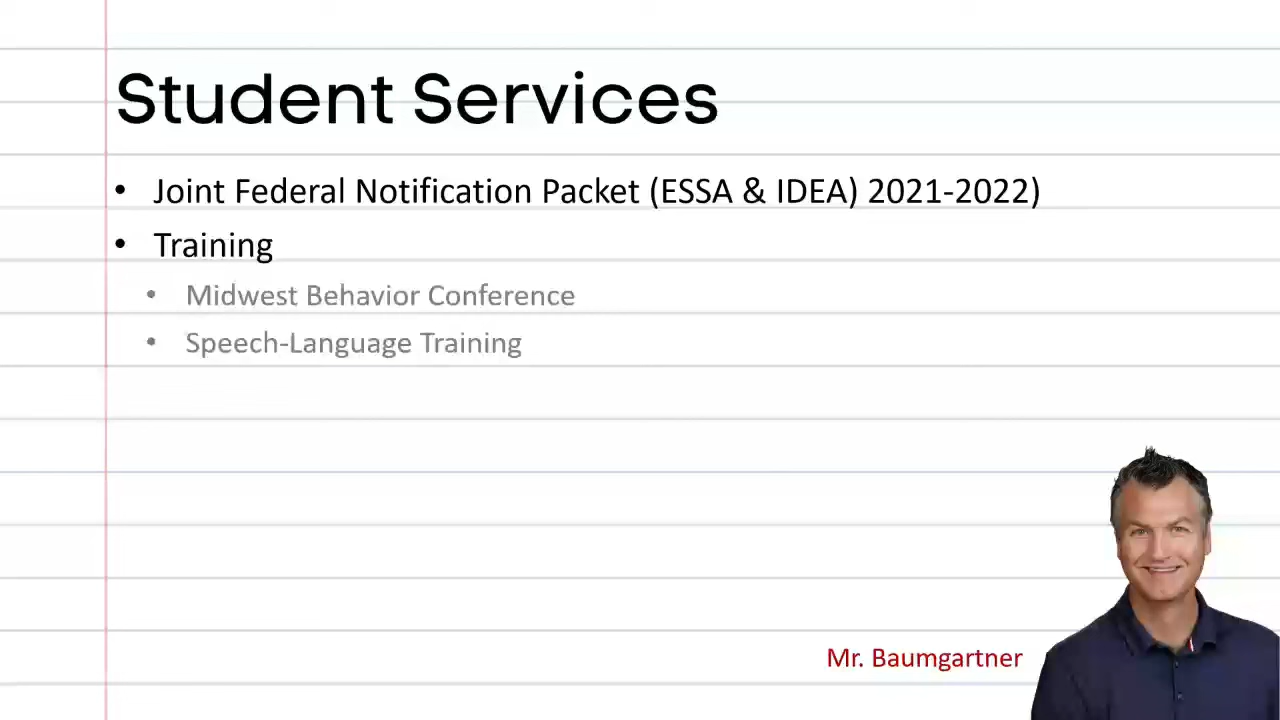 Student Services
• Joint Federal Notification Packet (ESSA & IDEA) 2021-2022)
• Training
• Midwest Behavior Conference
• Speech-Language Training
Mr. Baumgartner